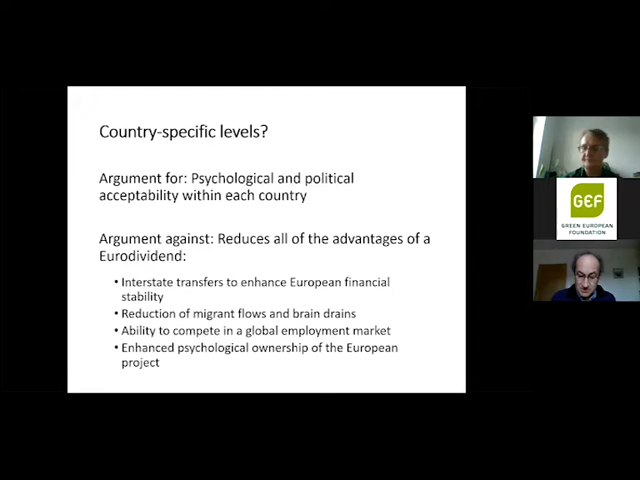 Country-specific levels?
Argument for: Psychological and political
acceptability within each country
Argument against: Reduces all of the advantages of a
Eurodividend:
• Interstate transfers to enhance European financial
stability
• Reduction of migrant flows and brain drains
• Ability to compete in a global employment market
• Enhanced psychological ownership of the European
project
GEF
GREEN EUROPEAN
FOUNDATION